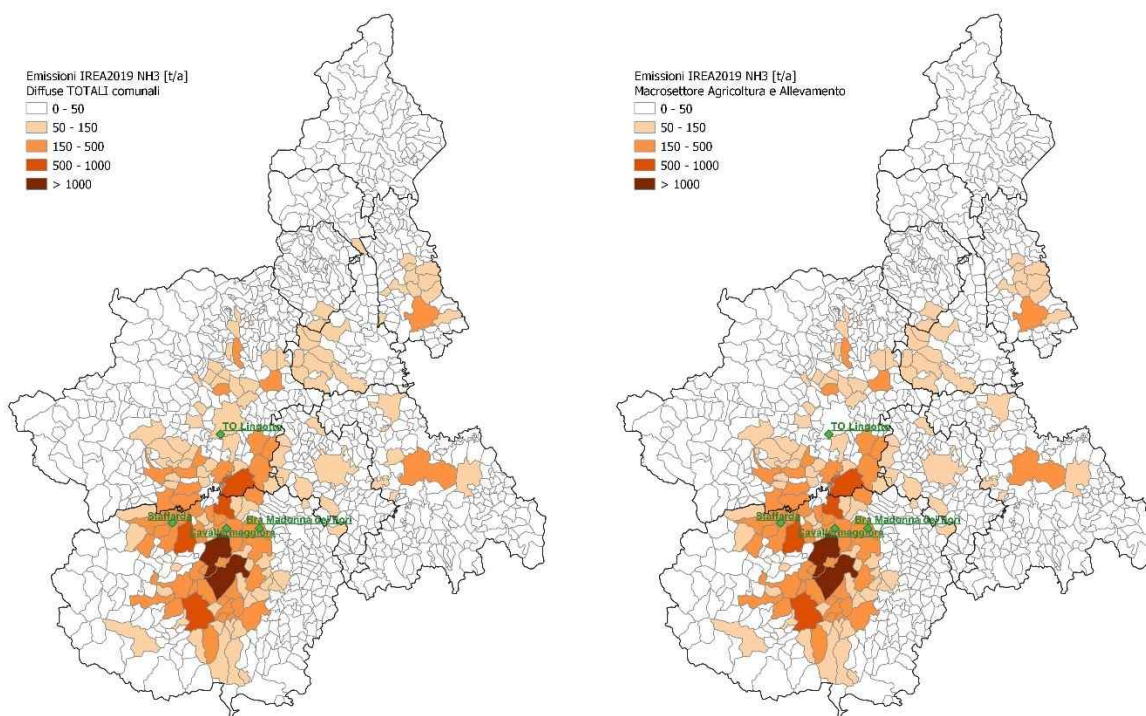 Emissioni IREA2019 NH3 [t/a]
Diffuse TOTALI comunali
0 - 50
50 - 150
150 - 500
500 - 1000
> 1000
TO Lingotto
Staffarda
Bra Madonna dei fiori
Cavallermaggiore
Emissioni IREA2019 NH3 [t/a]
Macrosettore Agricoltura e Allevamento
0 - 50
50 - 150
150 - 500
500 - 1000
> 1000
TO Lingotto
Staffarda
Bra Madonna dei fiori
Cavallermaggiore